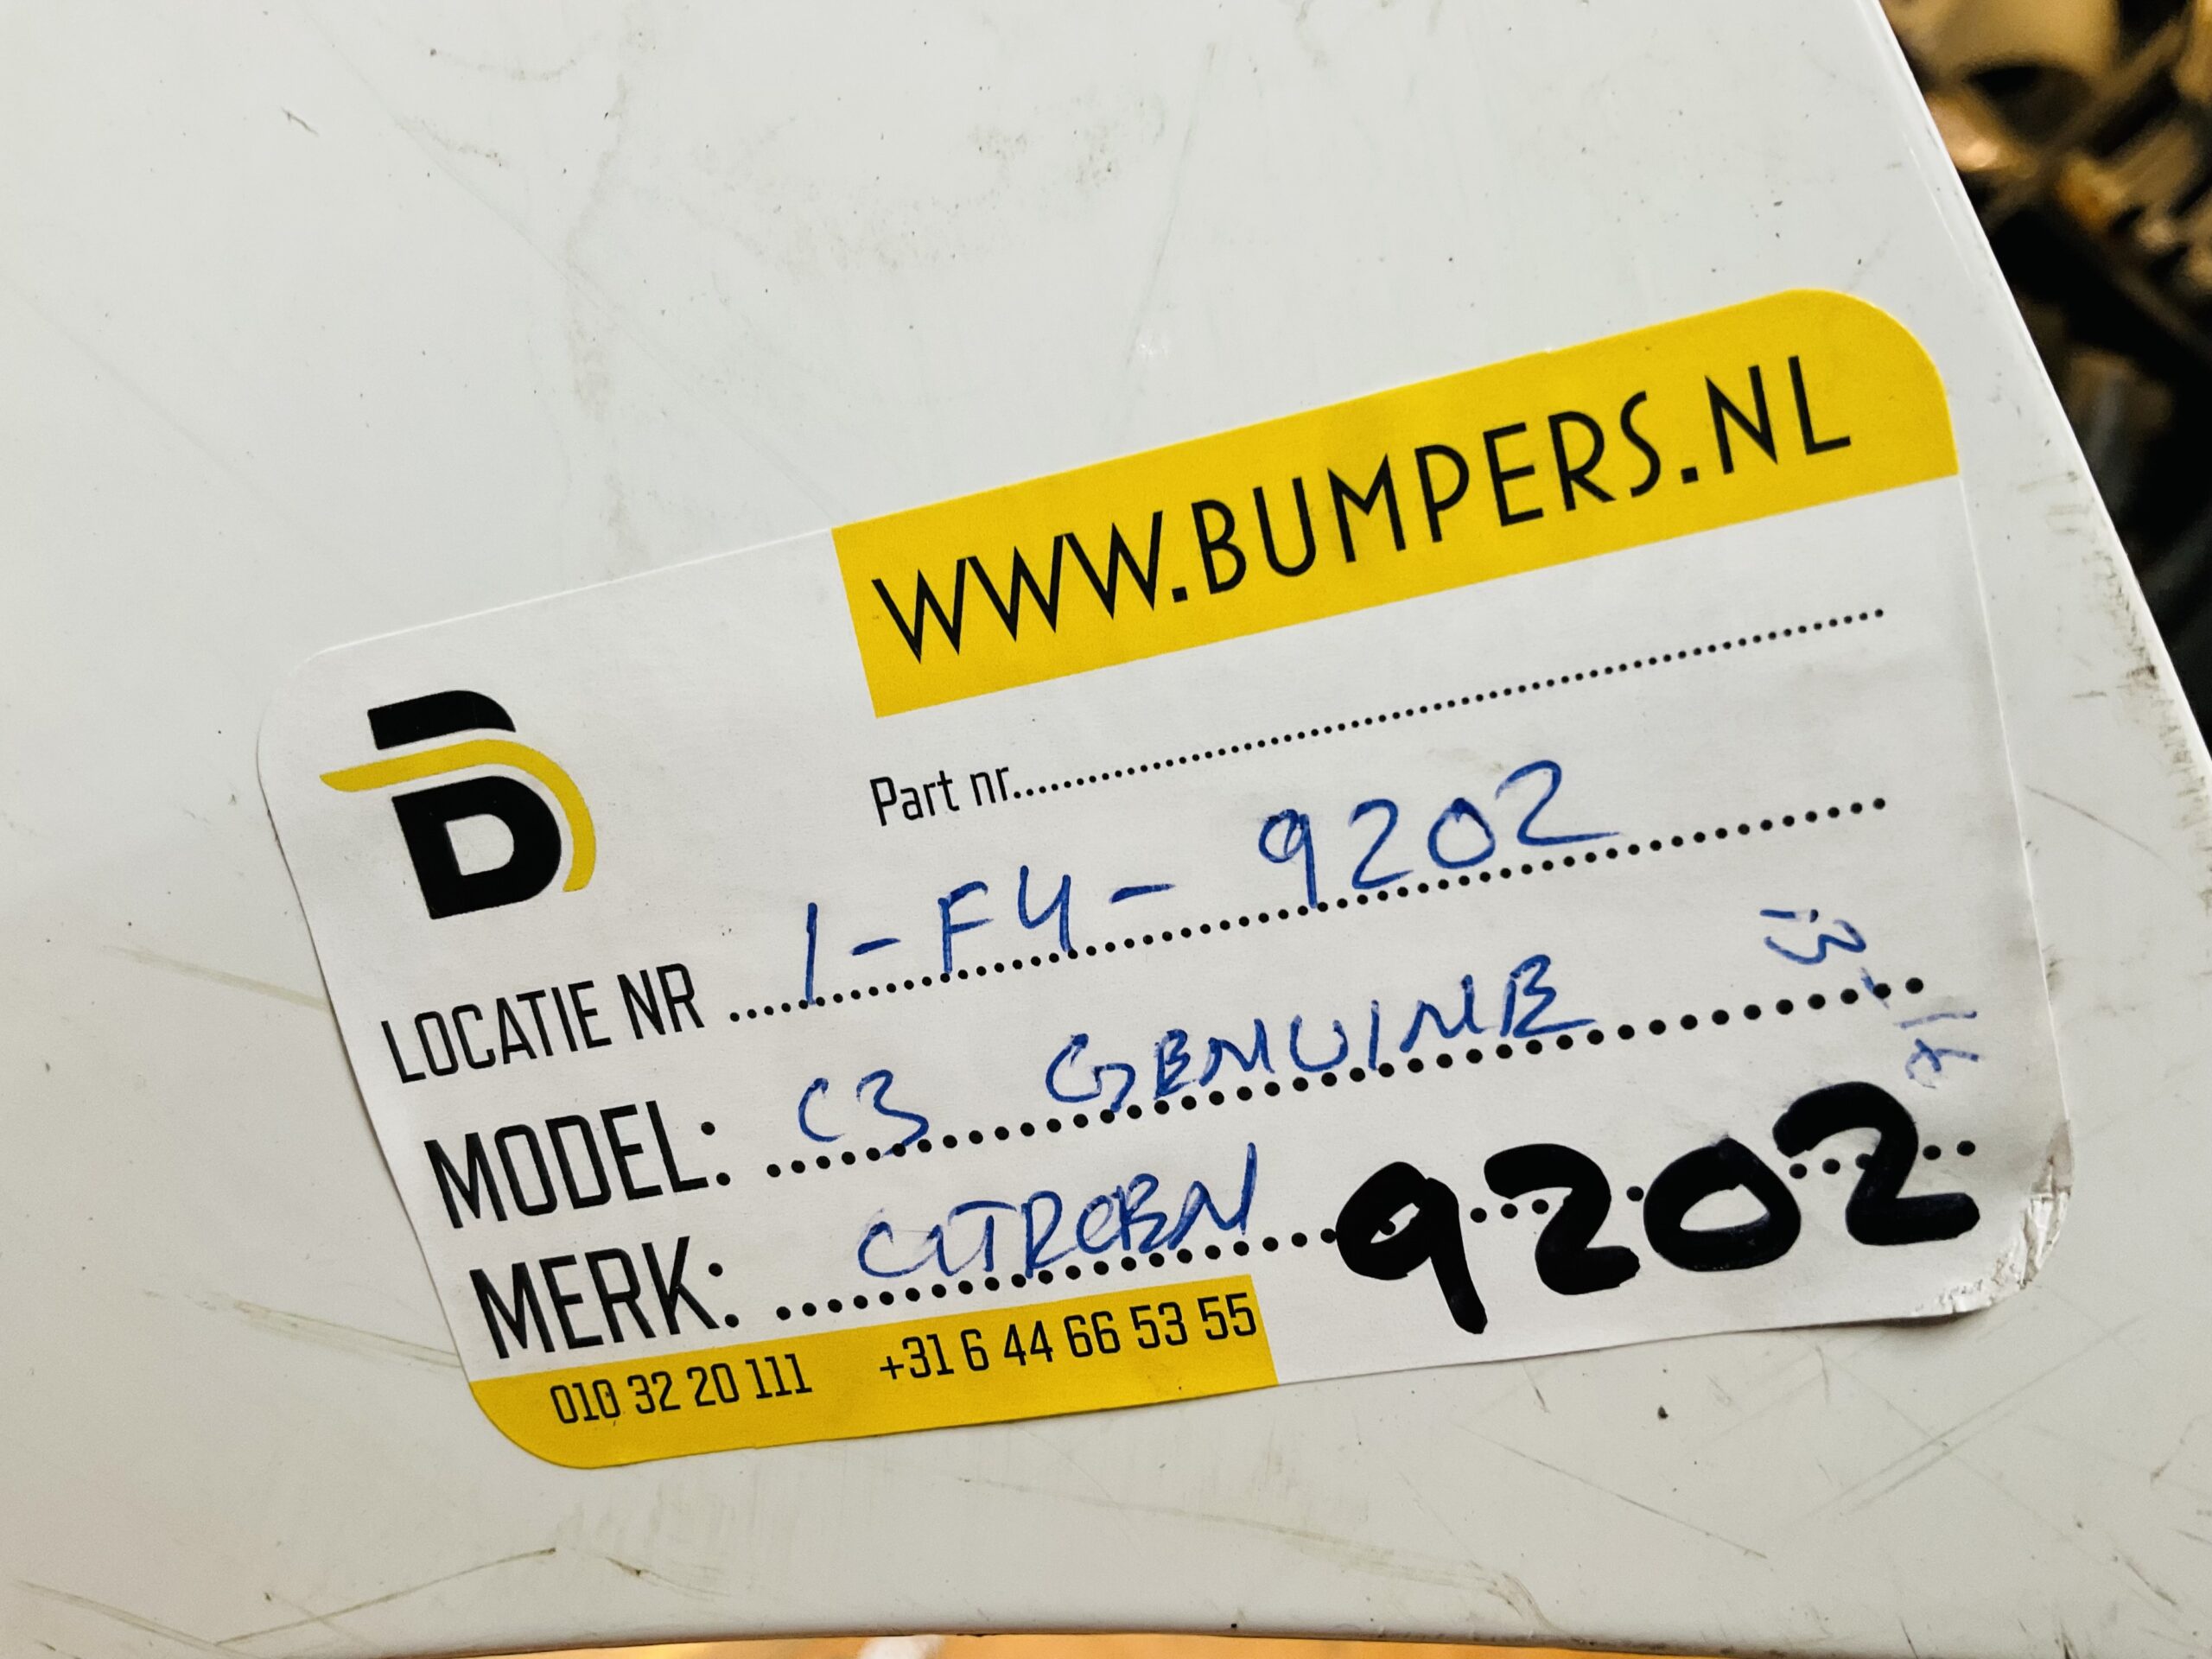 WWW.BUMPERS.NL
B
Part nr.......................................................
LOCATIE NR ....................................................... 1-F4-9202
MODEL: ....................................................... C3 GENUINE
MERK: ....................................................... CITROEN 9202
010 32 20 111 +31 6 44 66 53 55